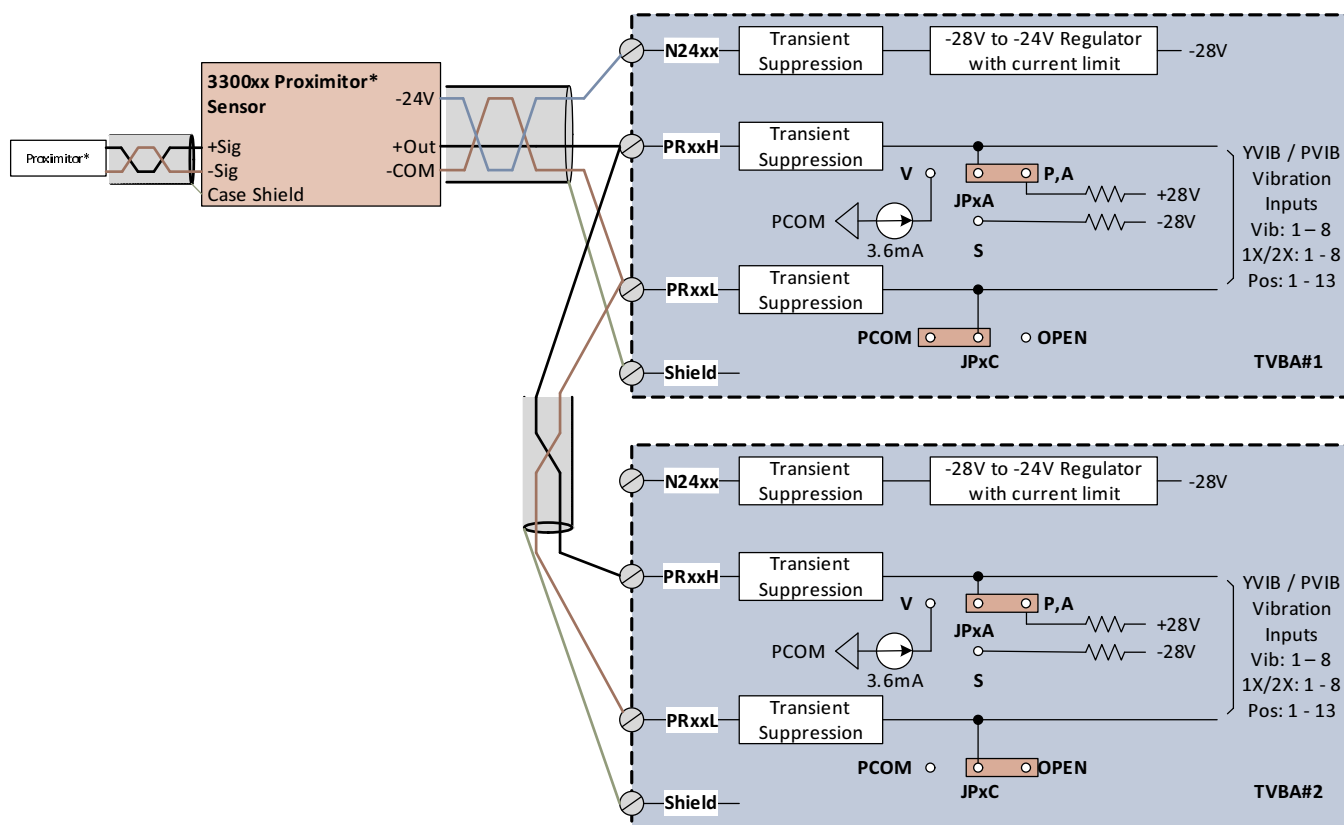 3300xx Proximitor*
Sensor
-24V
+Sig
+Out
-Sig
-COM
Case Shield
Proximitor*
N24xx
Transient
Suppression
-28V to -24V Regulator
with current limit
-28V
PRxxH
Transient
Suppression
V
P,A
JPxA
+28V
-28V
PCOM
3.6mA
S
YVIB / PVIB
Vibration
Inputs
Vib: 1 – 8
1X/2X: 1 - 8
Pos: 1 - 13
PRxxL
Transient
Suppression
PCOM
OPEN
JPxC
Shield
TVBA#1
N24xx
Transient
Suppression
-28V to -24V Regulator
with current limit
-28V
PRxxH
Transient
Suppression
V
P,A
JPxA
+28V
-28V
PCOM
3.6mA
S
YVIB / PVIB
Vibration
Inputs
Vib: 1 – 8
1X/2X: 1 - 8
Pos: 1 - 13
PRxxL
Transient
Suppression
PCOM
OPEN
JPxC
Shield
TVBA#2